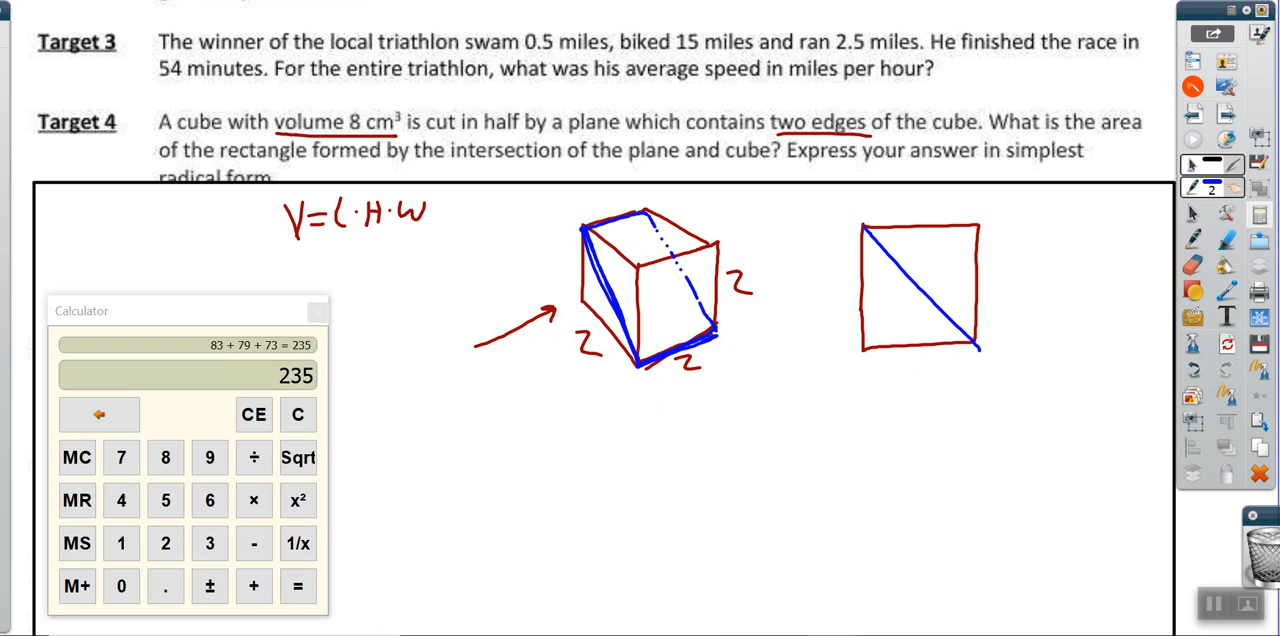 Target 3 The winner of the local triathlon swam 0.5 miles, biked 15 miles and ran 2.5 miles. He finished the race in
54 minutes. For the entire triathlon, what was his average speed in miles per hour?
Target 4 A cube with volume 8 cm³ is cut in half by a plane which contains two edges of the cube. What is the area
of the rectangle formed by the intersection of the plane and cube? Express your answer in simplest
radical form.
V=L·H·W
2
2
2
Calculator
83 + 79 + 73 = 235
235
CE C
MC 7 8 9 ÷ Sqrt
MR 4 5 6 × x²
MS 1 2 3 - 1/x
M+ 0 . ± + =
2